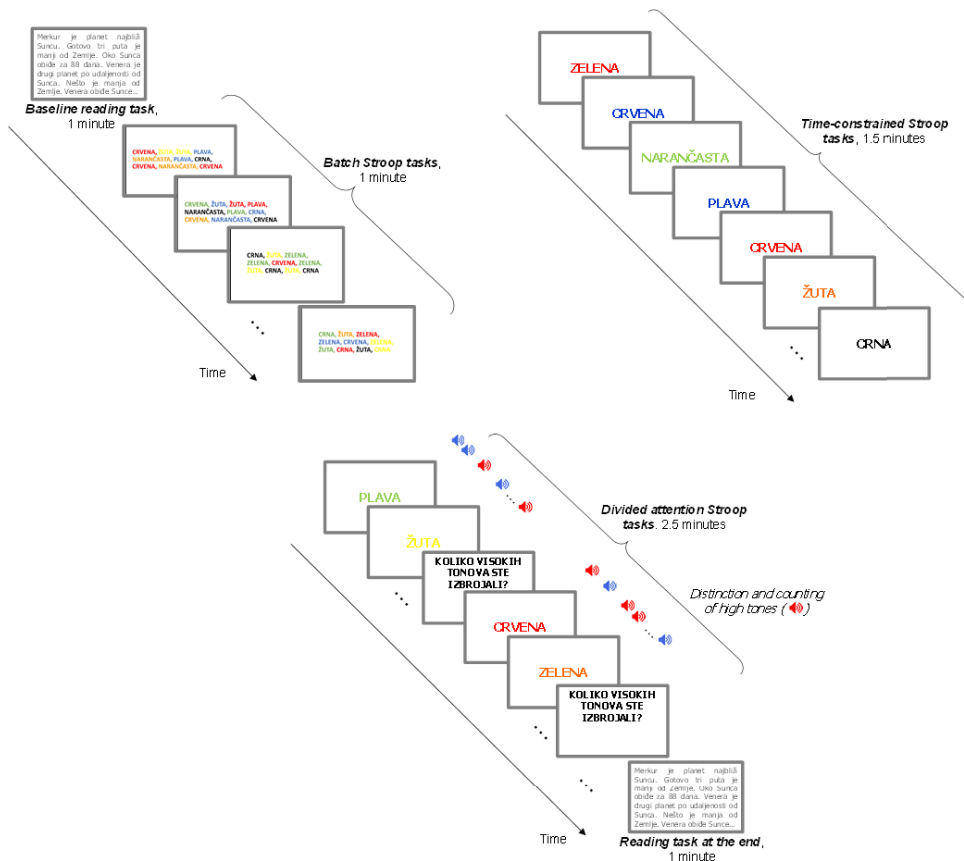 Merkur je planet najbliži
Suncu. Gotovo tri puta je
manji od Zemlje. Oko Sunca
obiđe za 88 dana. Venera je
drugi planet po udaljenosti od
Sunca. Nešto je manja od
Zemlje. Venera obiđe Sunce...
Baseline reading task,
1 minute
CRVENA, ŽUTA, ŽUTA, PLAVA,
NARANČASTA, PLAVA, CRNA,
CRVENA, NARANČASTA, CRVENA
CRVENA, ŽUTA, ŽUTA, PLAVA,
NARANČASTA, PLAVA, CRNA,
CRVENA, NARANČASTA, CRVENA
CRNA, ŽUTA, ZELENA,
ZELENA, CRVENA, ZELENA,
ŽUTA, CRNA, ŽUTA, CRNA
CRNA, ŽUTA, ZELENA,
ZELENA, CRVENA, ZELENA,
ŽUTA, CRNA, ŽUTA, CRNA
Batch Stroop tasks,
1 minute
Time
ZELENA
CRVENA
NARANČASTA
PLAVA
CRVENA
ŽUTA
CRNA
Time-constrained Stroop
tasks, 1.5 minutes
Time
PLAVA
ŽUTA
KOLIKO VISOKIH
TONOVA STE
IZBROJALI?
CRVENA
ZELENA
KOLIKO VISOKIH
TONOVA STE
IZBROJALI?
Divided attention Stroop
tasks. 2.5 minutes
Distinction and counting
of high tones ( )
Time
Merkur je planet najbliži
Suncu. Gotovo tri puta je
manji od Zemlje. Oko Sunca
obiđe za 88 dana. Venera je
drugi planet po udaljenosti od
Sunca. Nešto je manja od
Zemlje. Venera obiđe Sunce...
Reading task at the end,
1 minute